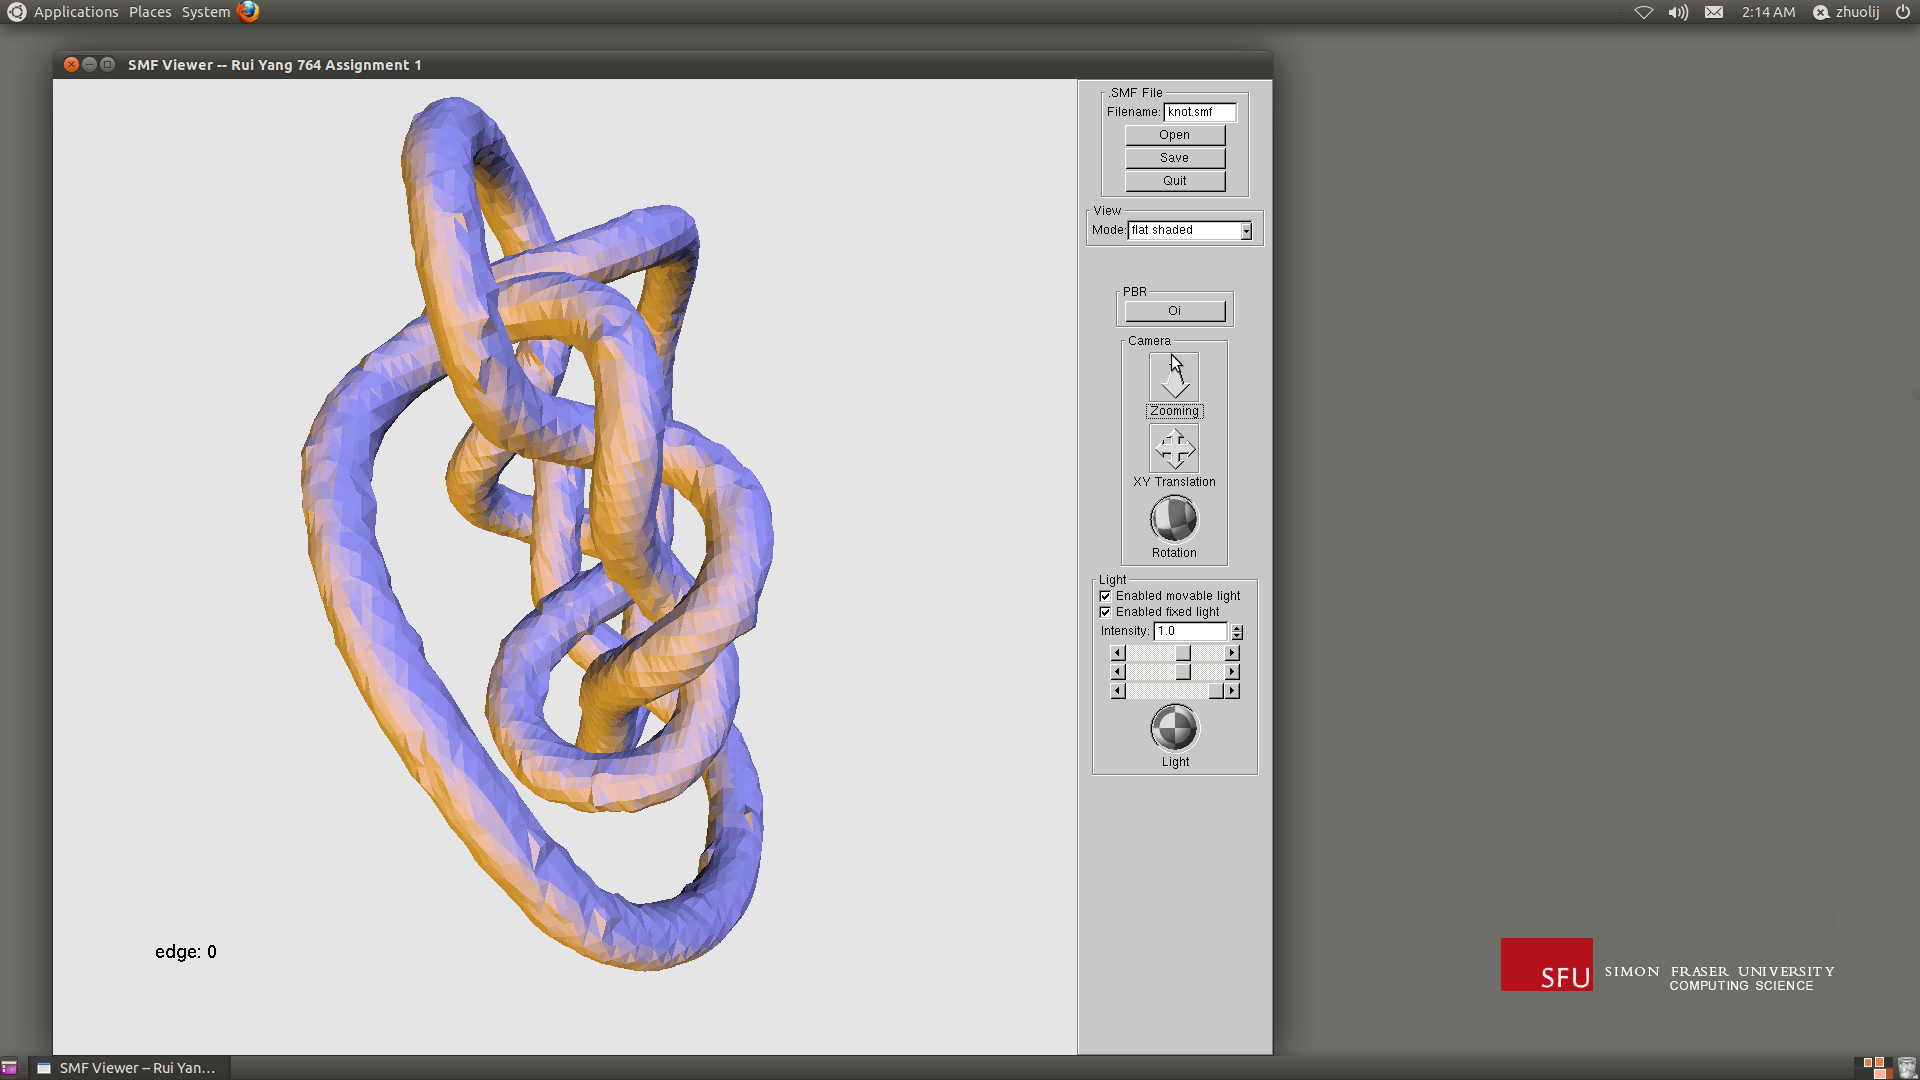 Applications Places System
2:14 AM zhuolij
SMF Viewer -- Rui Yang 764 Assignment 1
.SMF File
Filename: knot.smf
Open
Save
Quit
View
Mode: flat shaded
PBR
Oi
Camera
Zooming
XY Translation
Rotation
Light
Enabled movable light
Enabled fixed light
Intensity: 1.0
Light
edge: 0
SFU SIMON FRASER UNIVERSITY
COMPUTING SCIENCE
SMF Viewer -- Rui Yan...